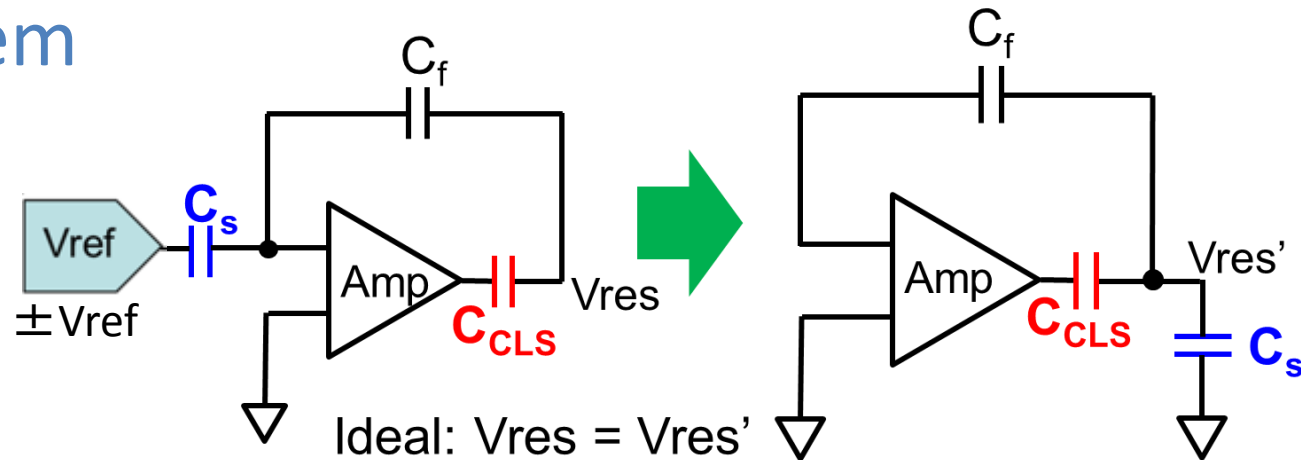 em
Cf
Cf
Cs
Vref
±Vref
Amp
Vres
CCLS
Amp
Vres’
CCLS
Cs
Ideal: Vres = Vres’